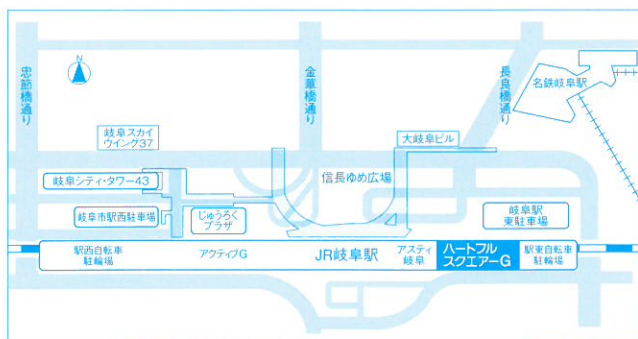 N
忠節橋通り
金華橋通り
長良橋通り
名鉄岐阜駅
岐阜スカイ
ウイング37
大岐阜ビル
岐阜シティ・タワー43
信長ゆめ広場
岐阜市駅西駐車場
じゅうろく
プラザ
岐阜駅
東駐車場
駅西自転車
駐輪場
アクティブG
JR岐阜駅
アスティ
岐阜
ハートフル
スクエアーG
駅東自転車
駐輪場